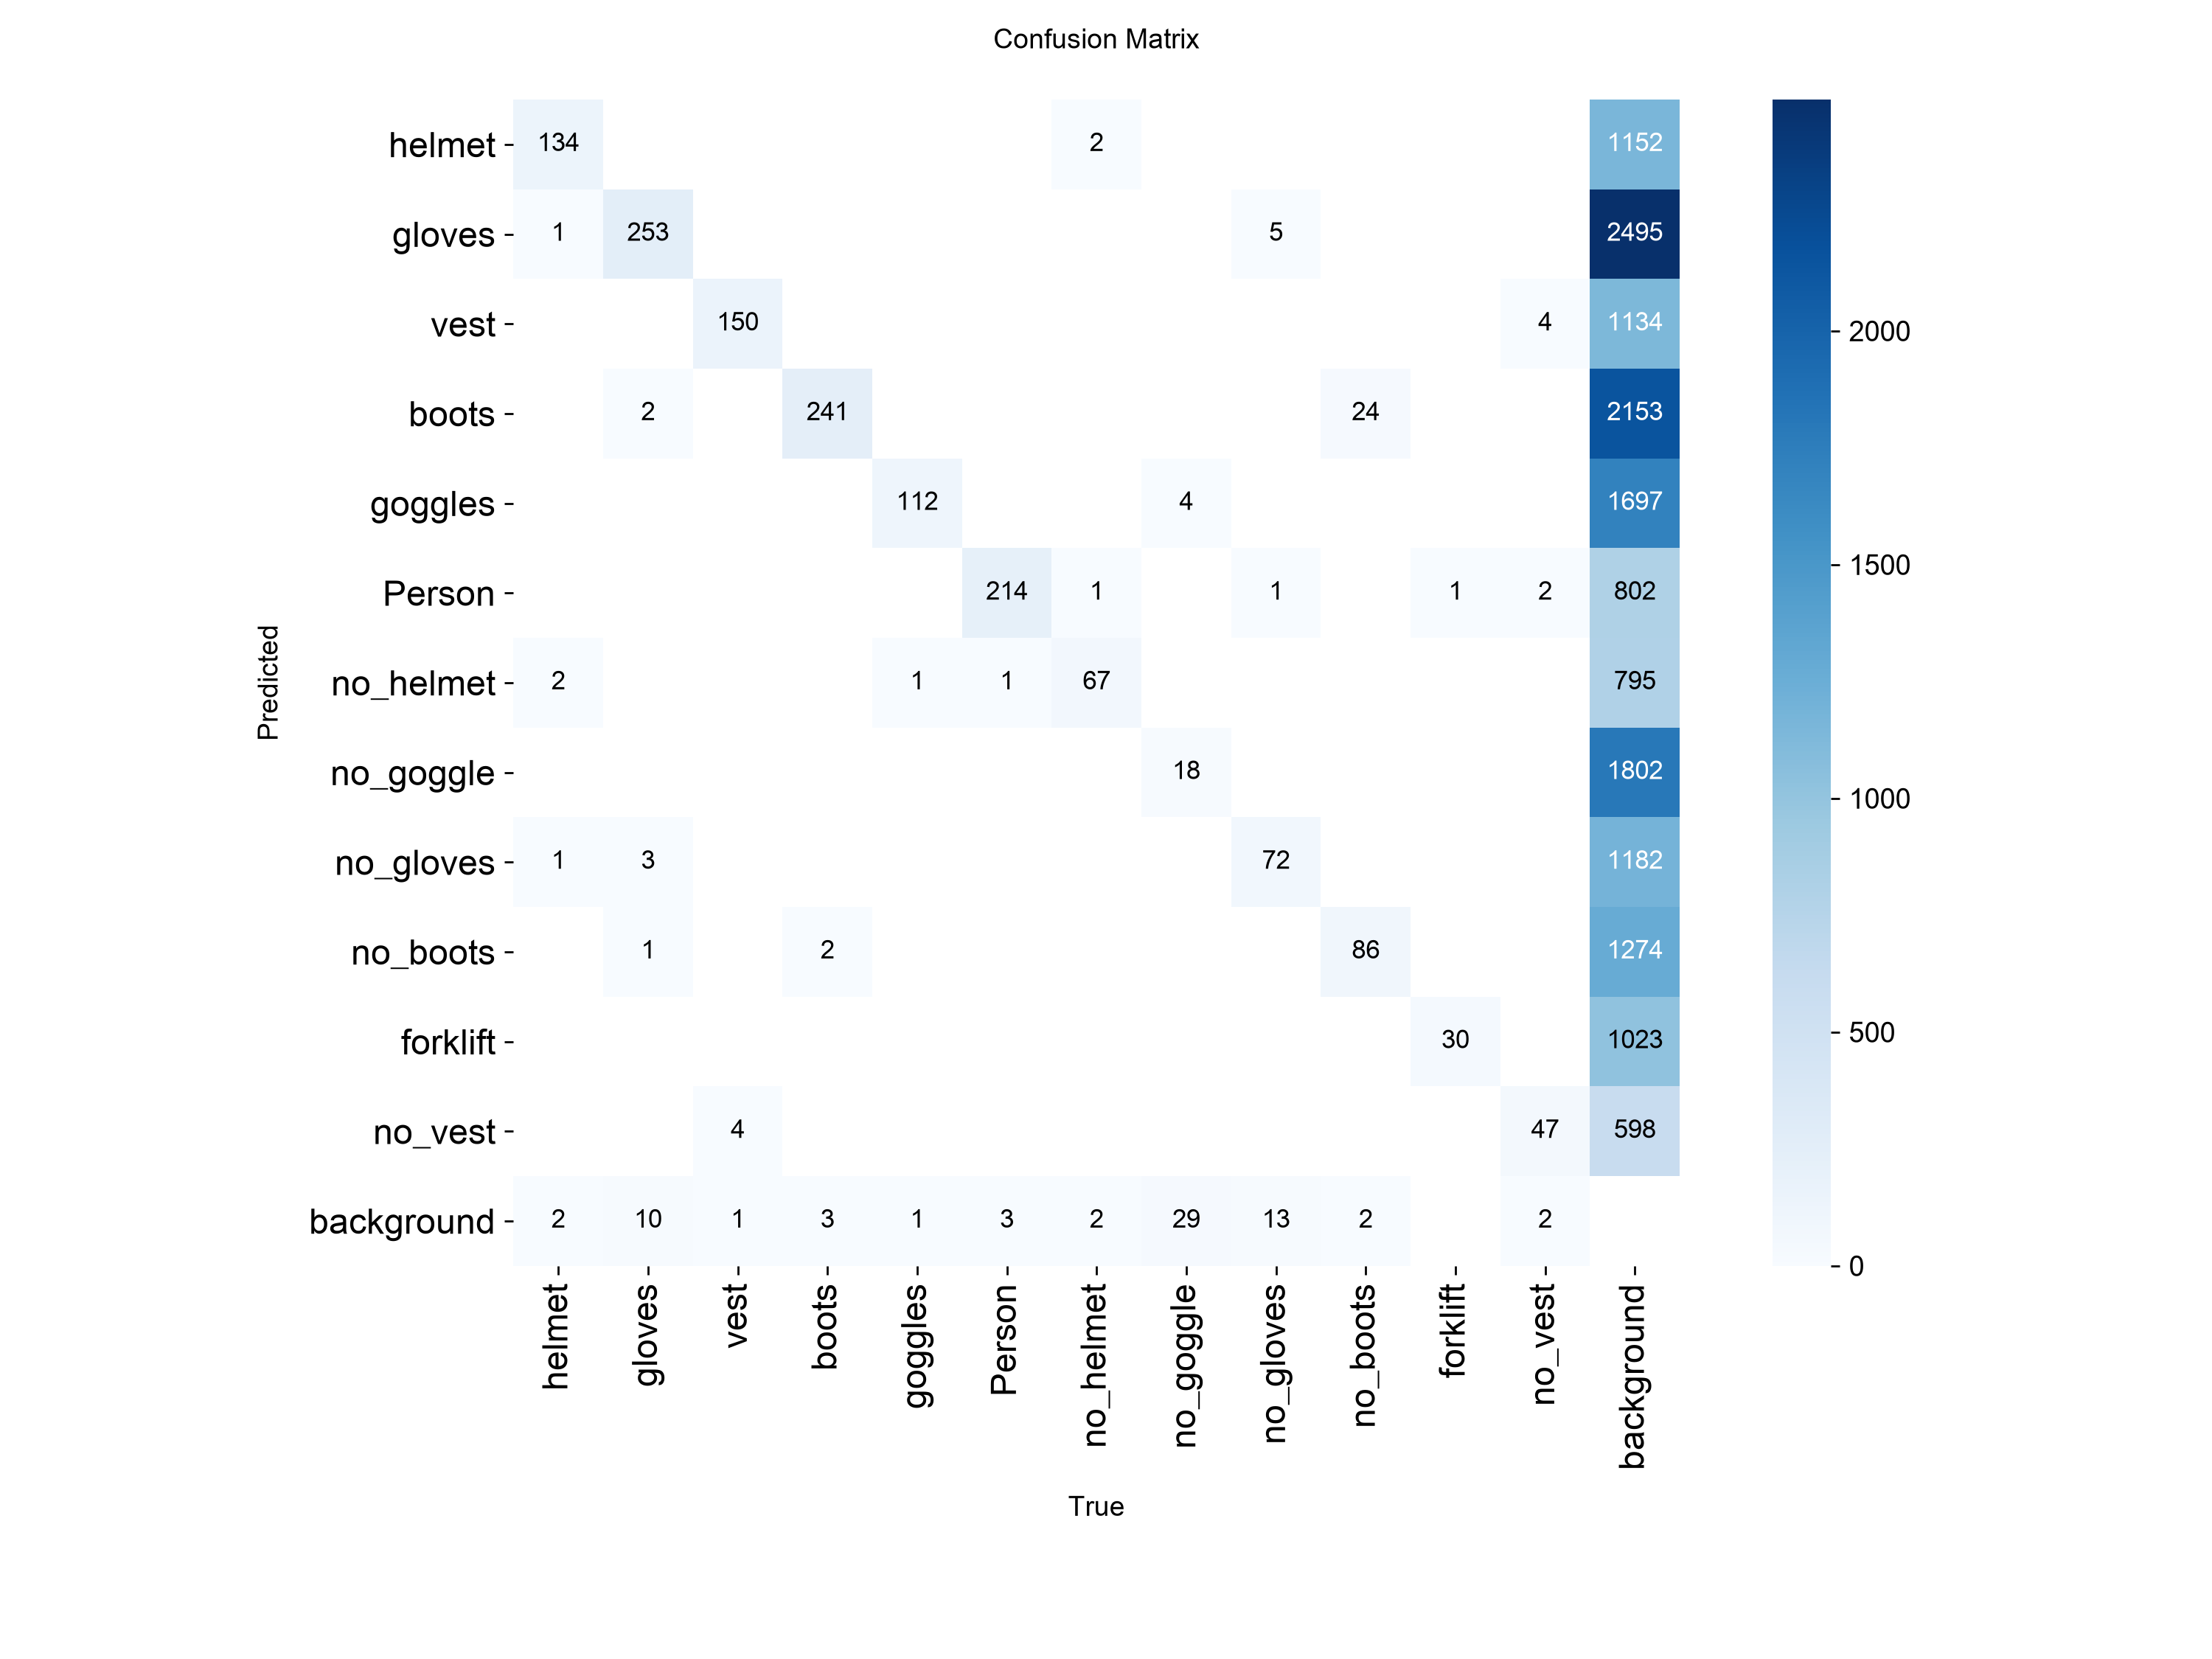 Confusion Matrix
helmet 134 2 1152
gloves 1 253 5 2495
vest 150 4 1134
boots 2 241 24 2153
goggles 112 4 1697
Person 214 1 1 1 2 802
no_helmet 2 1 1 67 795
no_goggle 18 1802
no_gloves 1 3 72 1182
no_boots 1 2 86 1274
forklift 30 1023
no_vest 4 47 598
background 2 10 1 3 1 3 2 29 13 2 2
Predicted
helmet gloves vest boots goggles Person no_helmet no_goggle no_gloves no_boots forklift no_vest background
True
2000
1500
1000
500
0